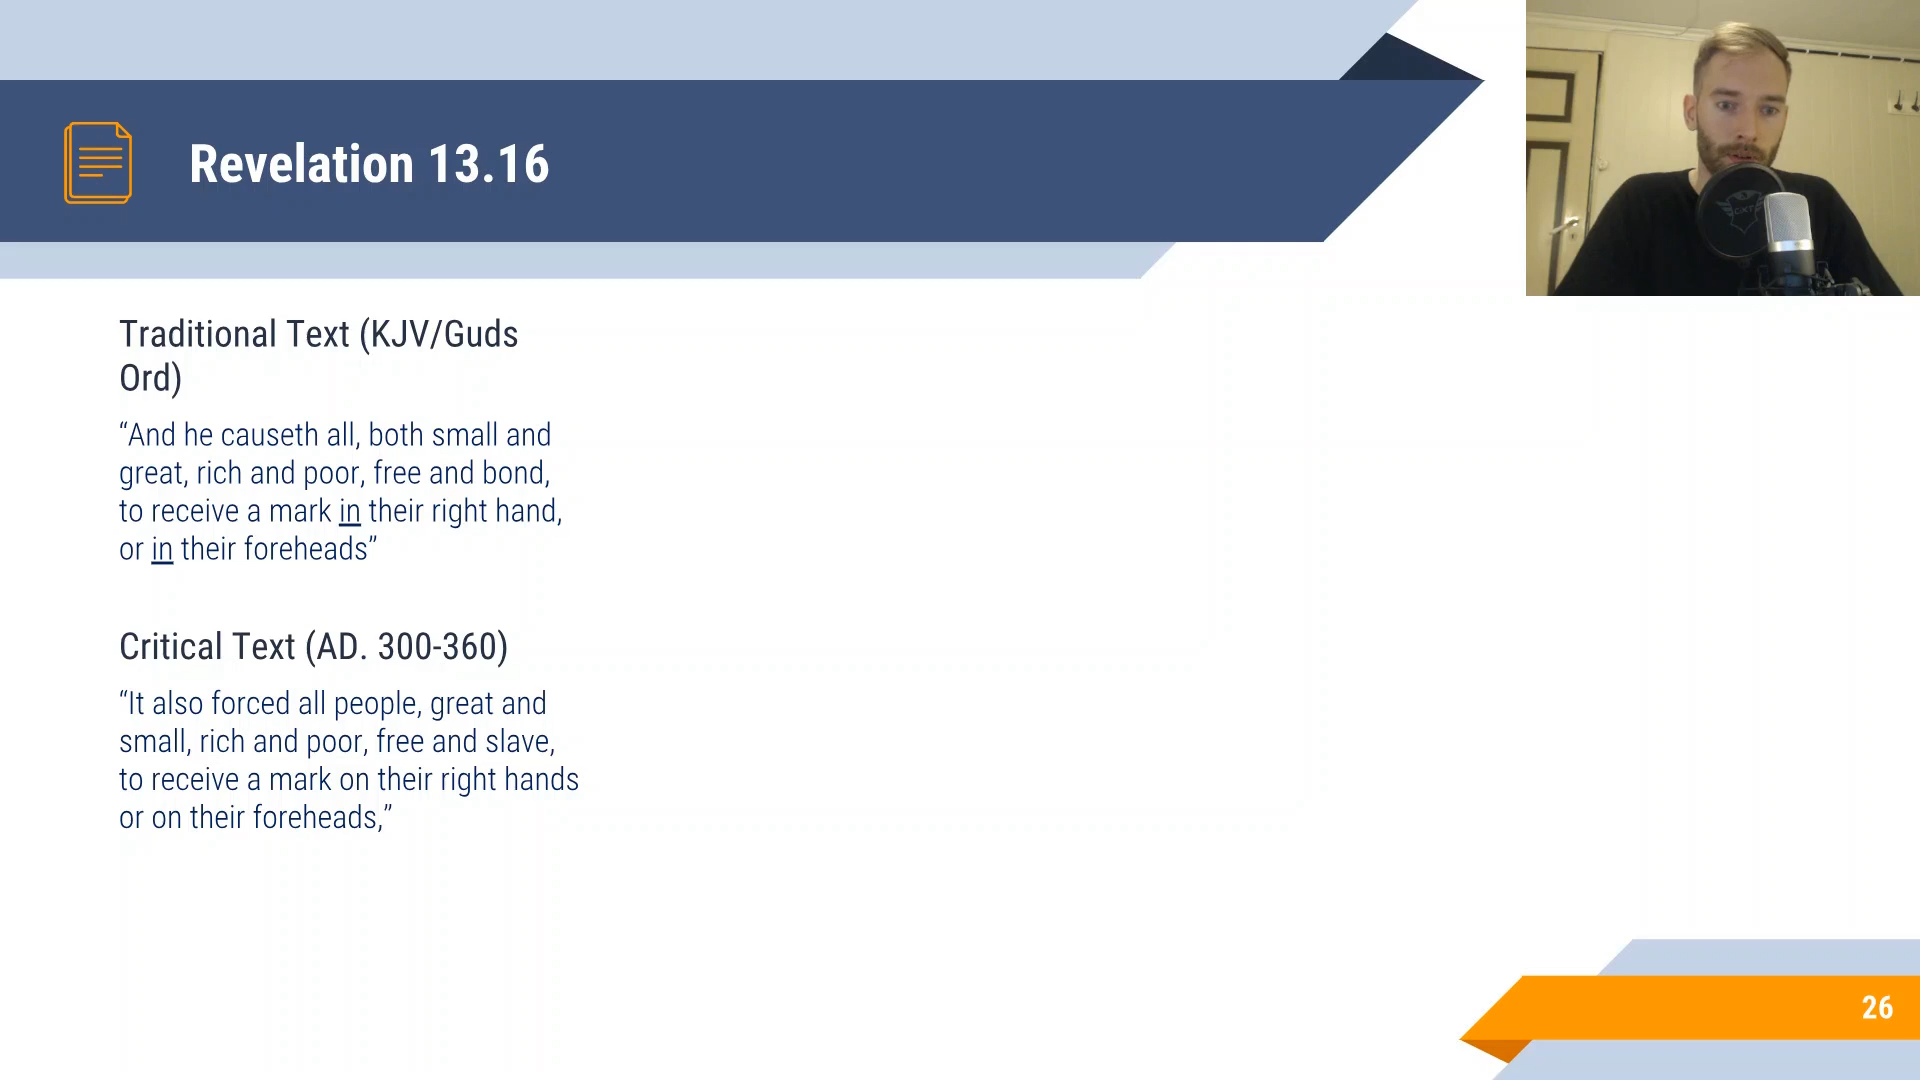 Revelation 13.16
Traditional Text (KJV/Guds
Ord)
“And he causeth all, both small and
great, rich and poor, free and bond,
to receive a mark in their right hand,
or in their foreheads”
Critical Text (AD. 300-360)
“It also forced all people, great and
small, rich and poor, free and slave,
to receive a mark on their right hands
or on their foreheads,”
26